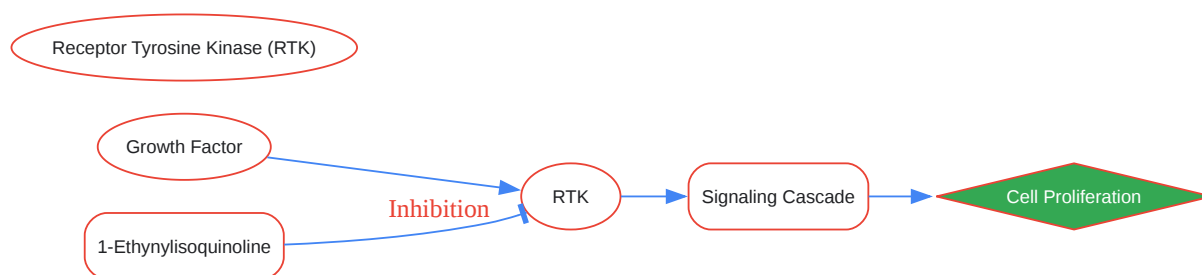 Receptor Tyrosine Kinase (RTK)
Growth Factor
1-Ethynylisoquinoline
Inhibition
RTK
Signaling Cascade
Cell Proliferation